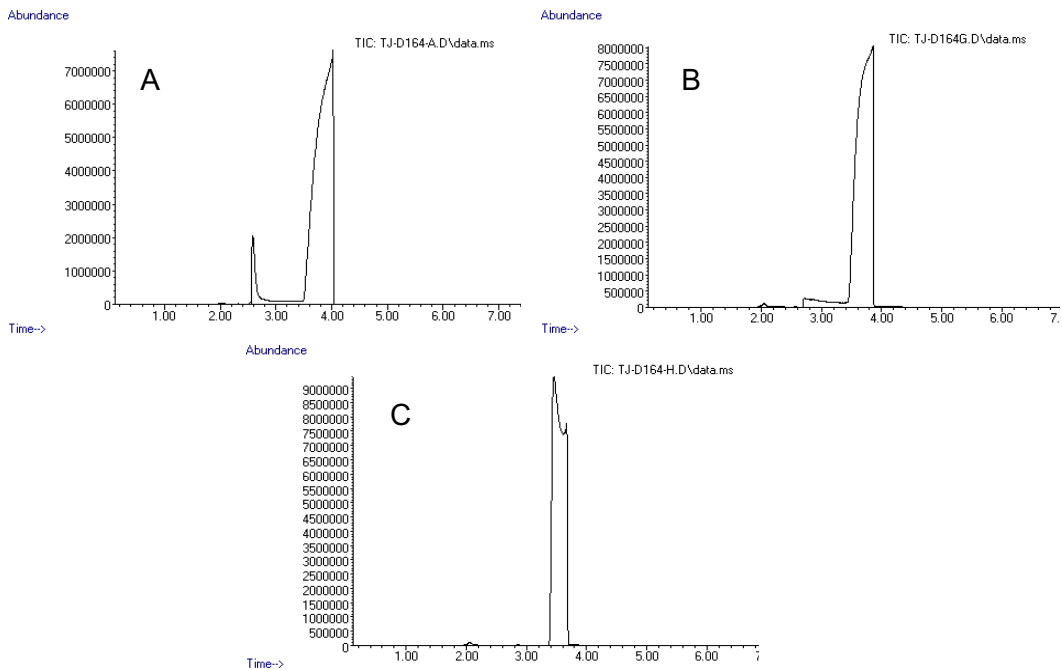 Abundance
TIC: TJ-D164-A.D\data.ms
A
7000000
6000000
5000000
4000000
3000000
2000000
1000000
0
1.00 2.00 3.00 4.00 5.00 6.00 7.00
Time-->
Abundance
TIC: TJ-D164G.D\data.ms
B
8000000
7500000
7000000
6500000
6000000
5500000
5000000
4500000
4000000
3500000
3000000
2500000
2000000
1500000
1000000
500000
0
1.00 2.00 3.00 4.00 5.00 6.00 7.0
Time-->
Abundance
TIC: TJ-D164-H.D\data.ms
C
9000000
8500000
8000000
7500000
7000000
6500000
6000000
5500000
5000000
4500000
4000000
3500000
3000000
2500000
2000000
1500000
1000000
500000
0
1.00 2.00 3.00 4.00 5.00 6.00
Time-->